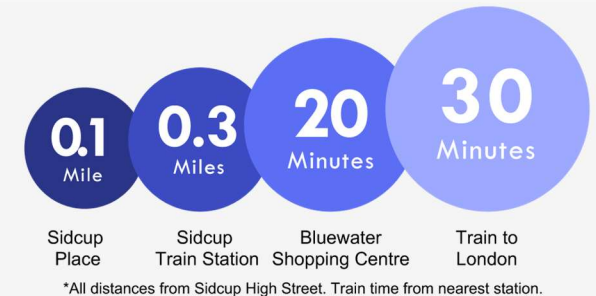 0.1
Mile
0.3
Miles
20
Minutes
30
Minutes
Sidcup
Place
Sidcup
Train Station
Bluewater
Shopping Centre
Train to
London
*All distances from Sidcup High Street. Train time from nearest station.